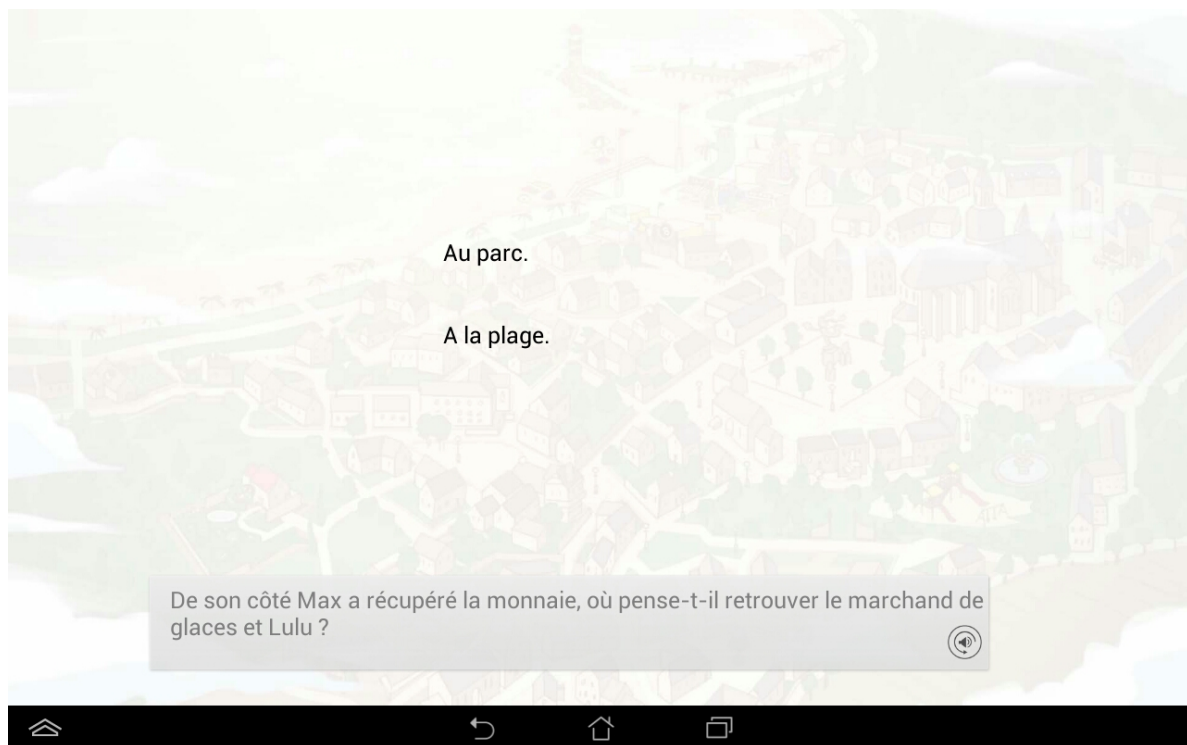 Au parc.
A la plage.
De son côté Max a récupéré la monnaie, où pense-t-il retrouver le marchand de
glaces et Lulu ?